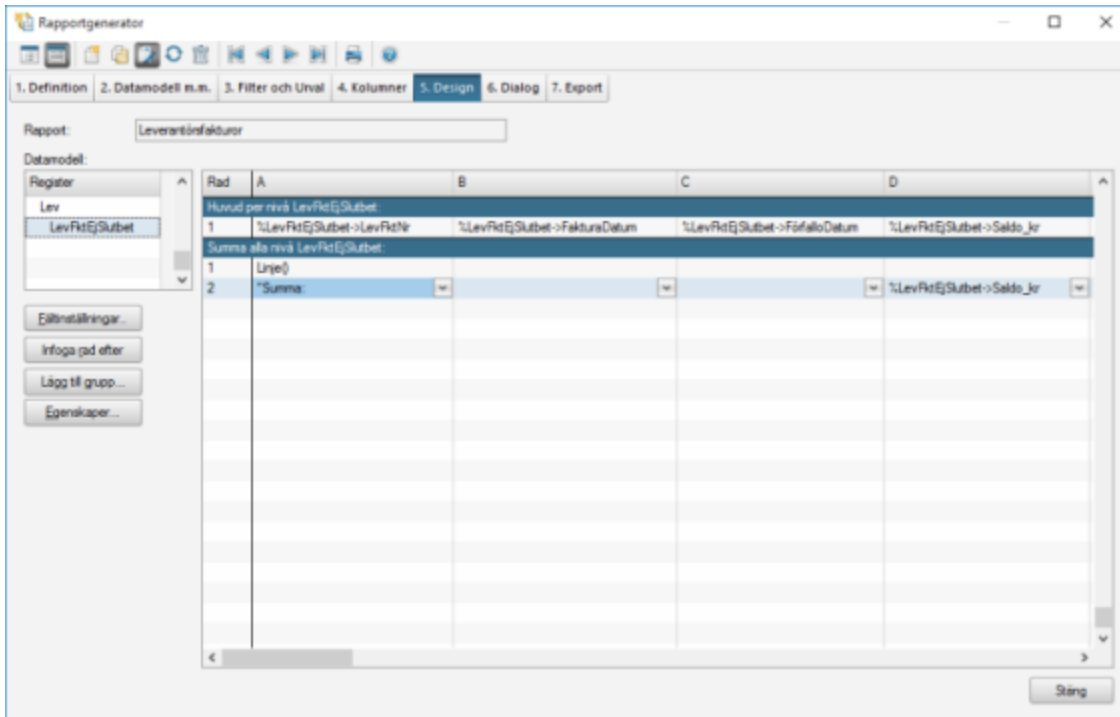 Rapportgenerator
1. Definition 2. Datamodell m.m. 3. Filter och Urval 4. Kolumner 5. Design 6. Dialog 7. Export
Rapport: Leverantörsfakturor
Datamodell:
Register
Lev
LevFktEjSlutbet
Rad A B C D
Huvud per nivå LevFktEjSlutbet:
1 %LevFktEjSlutbet->LevFktNr %LevFktEjSlutbet->FakturaDatum %LevFktEjSlutbet->FörfalloDatum %LevFktEjSlutbet->Saldo_kr
Summa alla nivå LevFktEjSlutbet:
1 Linje()
2 "Summa: %LevFktEjSlutbet->Saldo_kr
Fältinställningar..
Infoga rad efter
Lägg till grupp...
Egenskaper...
Stäng